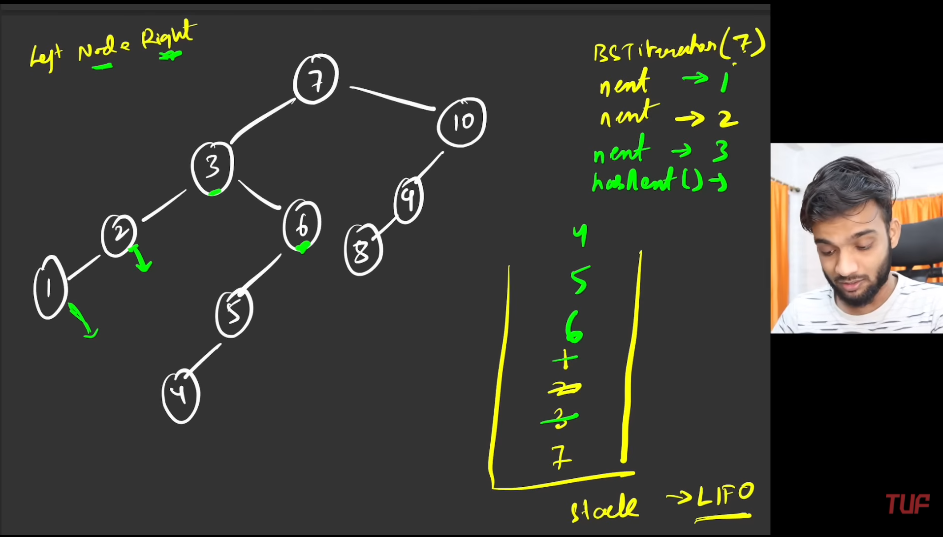 Left Node Right
7
3
10
2
6
9
1
8
5
4
BSTiterator(7)
next → 1
next → 2
next → 3
hasNext() →
4
5
6
1
2
3
7
stack → LIFO
TUF